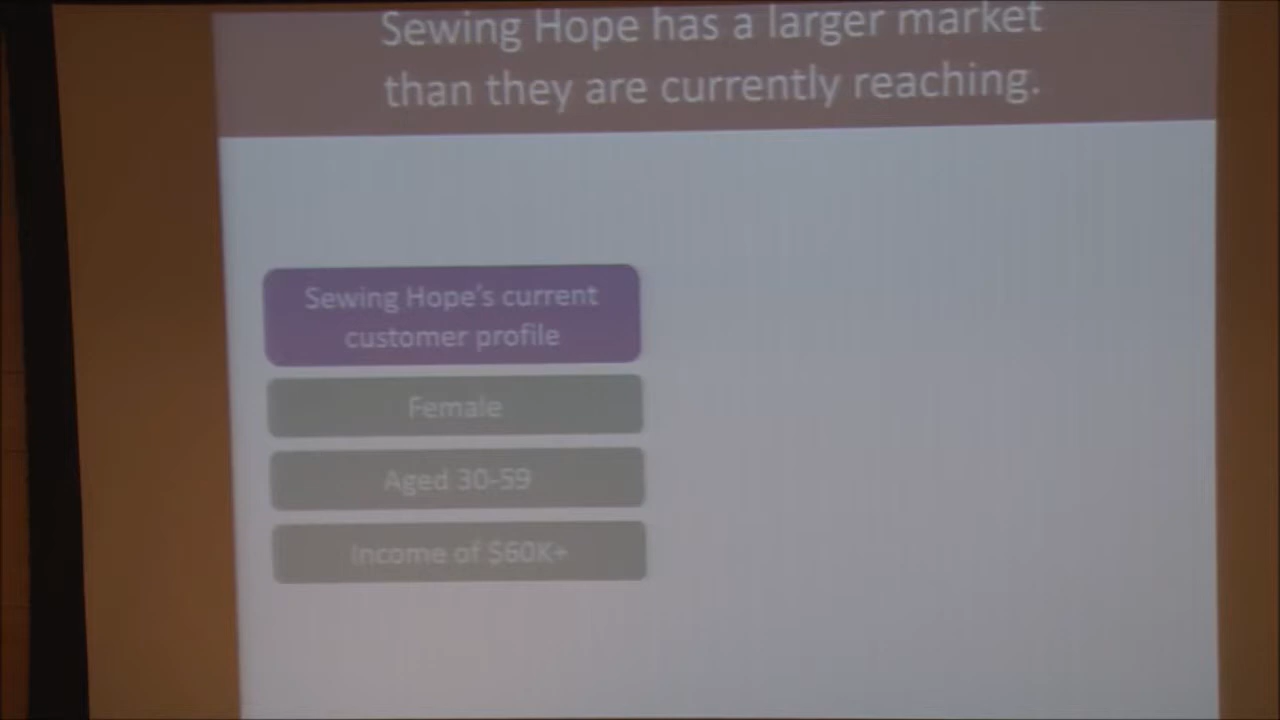 Sewing Hope has a larger market
than they are currently reaching.
Sewing Hope's current
customer profile
Female
Aged 30-59
Income of $60K+